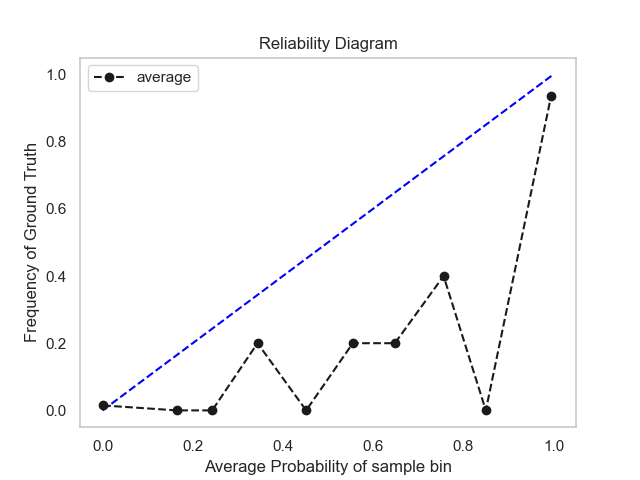 Reliability Diagram
average
1.0
0.8
0.6
0.4
0.2
0.0
Frequency of Ground Truth
0.0 0.2 0.4 0.6 0.8 1.0
Average Probability of sample bin